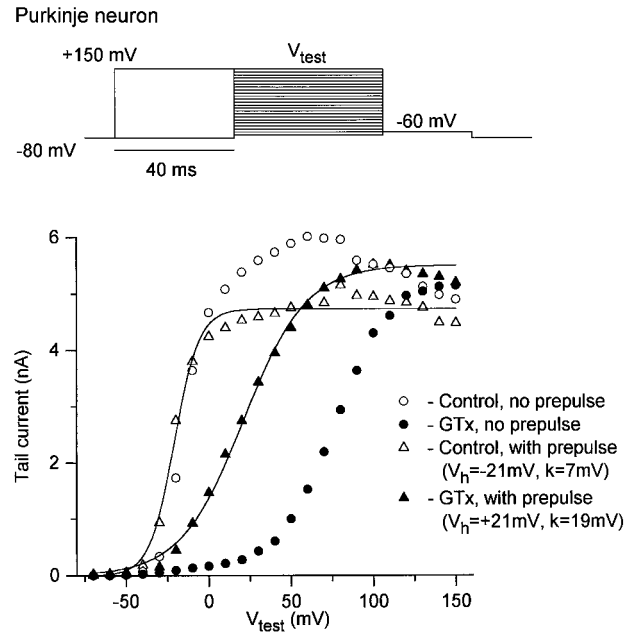 Purkinje neuron
+150 mV
V_test
-60 mV
-80 mV
40 ms
6
4
2
0
Tail current (nA)
-50
0
50
100
150
V_test (mV)
- Control, no prepulse
- GTx, no prepulse
- Control, with prepulse
(V_h=-21mV, k=7mV)
- GTx, with prepulse
(V_h=+21mV, k=19mV)